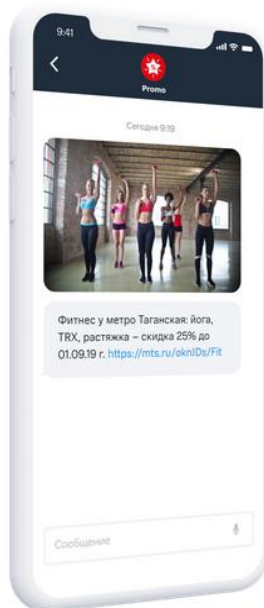 9:41
Promo
Сегодня 9:19
Фитнес у метро Таганская: йога,
TRX, растяжка – скидка 25% до
01.09.19 г. https://mts.ru/oknIDs/Fit
Сообщение